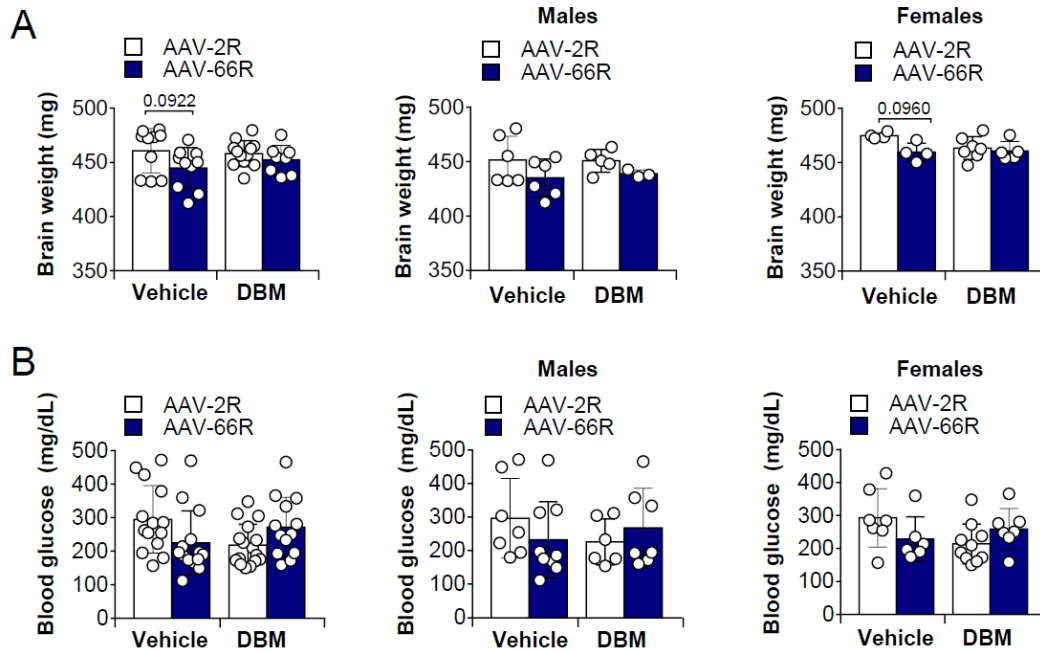 A
AAV-2R
AAV-66R
0.0922
Brain weight (mg)
500
450
400
350
Vehicle DBM
Males
AAV-2R
AAV-66R
Brain weight (mg)
500
450
400
350
Vehicle DBM
Females
AAV-2R
AAV-66R
0.0960
Brain weight (mg)
500
450
400
350
Vehicle DBM
B
AAV-2R
AAV-66R
Blood glucose (mg/dL)
500
400
300
200
100
0
Vehicle DBM
Males
AAV-2R
AAV-66R
Blood glucose (mg/dL)
500
400
300
200
100
0
Vehicle DBM
Females
AAV-2R
AAV-66R
Blood glucose (mg/dL)
500
400
300
200
100
0
Vehicle DBM